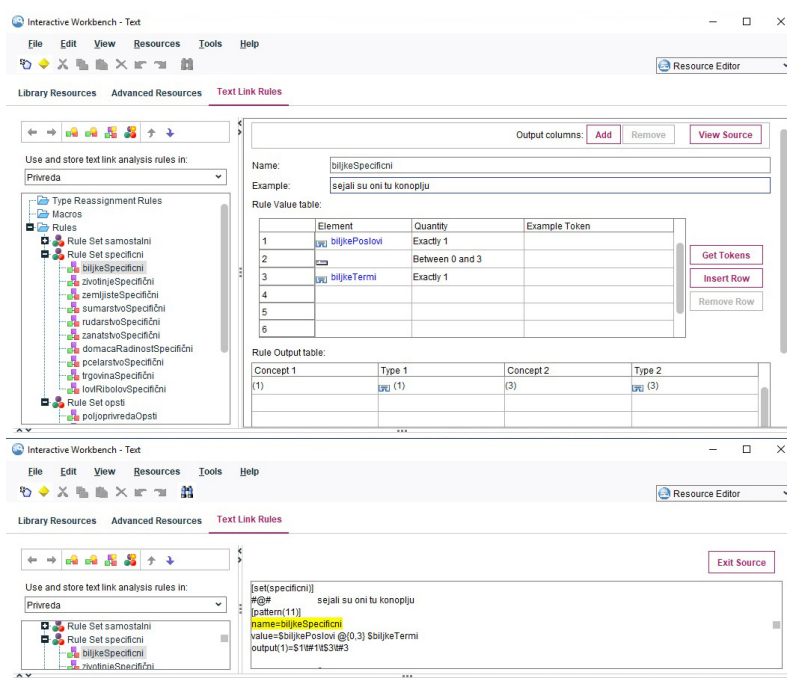 Interactive Workbench - Text
File Edit View Resources Tools Help
Resource Editor
Library Resources Advanced Resources Text Link Rules
Output columns: Add Remove View Source
Use and store text link analysis rules in:
Privreda
Type Reassignment Rules
Macros
Rules
Rule Set samostalni
Rule Set specificni
biljkeSpecificni
zivotinjeSpecifični
zemljisteSpecifični
sumarstvoSpecifični
rudarstvoSpecifični
zanatstvoSpecifični
domacaRadinostSpecifični
pcelarstvoSpecifični
trgovinaSpecifični
lovIRibolovSpecifični
Rule Set opsti
poljoprivredaOpsti
Name: biljkeSpecificni
Example: sejali su oni tu konoplju
Rule Value table:
Element Quantity Example Token
1 biljkePoslovi Exactly 1
2 Between 0 and 3
3 biljkeTermi Exactly 1
4
5
6
Get Tokens
Insert Row
Remove Row
Rule Output table:
Concept 1 Type 1 Concept 2 Type 2
(1) (1) (3) (3)
Interactive Workbench - Text
File Edit View Resources Tools Help
Resource Editor
Library Resources Advanced Resources Text Link Rules
Exit Source
Use and store text link analysis rules in:
Privreda
Rule Set samostalni
Rule Set specificni
biljkeSpecificni
zivotinjeSpecifični
[set(specificni)]
#@# sejali su oni tu konoplju
[pattern(11)]
name=biljkeSpecificni
value=$biljkePoslovi @{0,3} $biljkeTermi
output(1)=$1\t#1\t$3\t#3